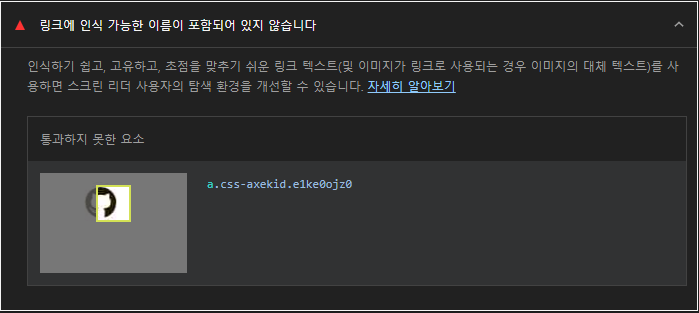 링크에 인식 가능한 이름이 포함되어 있지 않습니다
인식하기 쉽고, 고유하고, 초점을 맞추기 쉬운 링크 텍스트(및 이미지가 링크로 사용되는 경우 이미지의 대체 텍스트)를 사
용하면 스크린 리더 사용자의 탐색 환경을 개선할 수 있습니다. 자세히 알아보기
통과하지 못한 요소
a.css-axekid.e1ke0ojz0